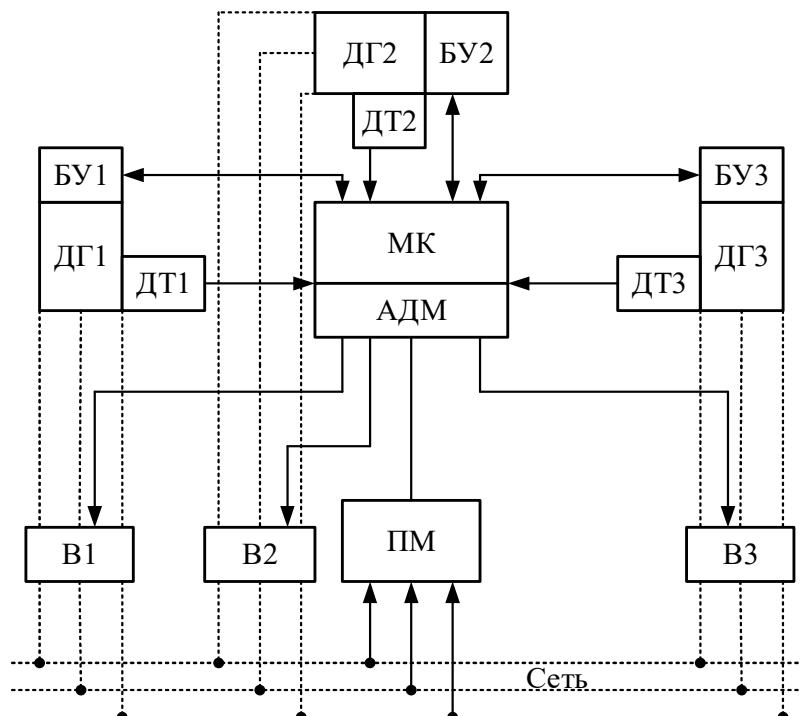 ДГ2 БУ2
ДТ2
БУ1 БУ3
МК
ДГ1 ДГ3
ДТ1 ДТ3
АДМ
В1 В2 ПМ В3
Сеть